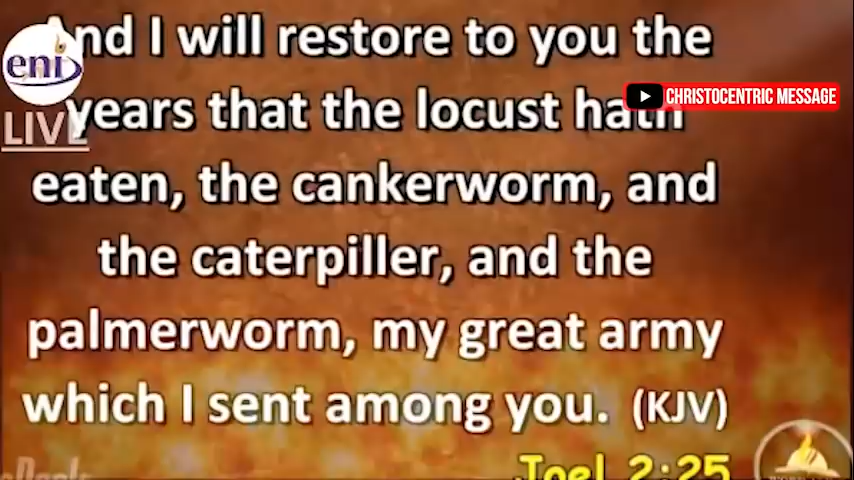 And I will restore to you the
eni
LIVE
years that the locust hath
CHRISTOCENTRIC MESSAGE
eaten, the cankerworm, and
the caterpiller, and the
palmerworm, my great army
which I sent among you. (KJV)
Joel 2:25